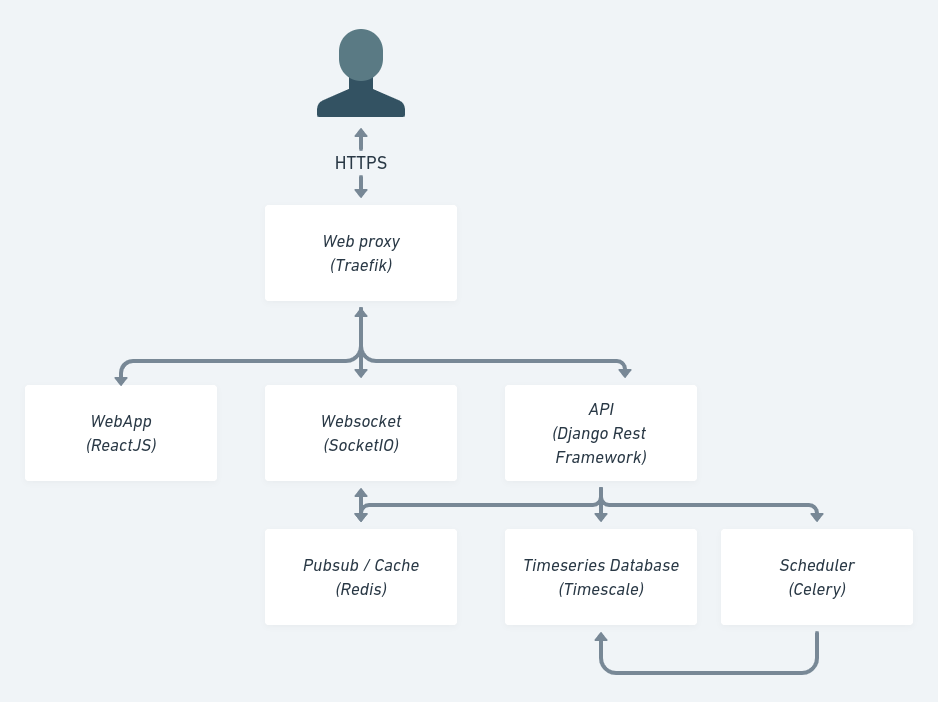 HTTPS
Web proxy
(Traefik)
WebApp
(ReactJS)
Websocket
(SocketIO)
API
(Django Rest
Framework)
Pubsub / Cache
(Redis)
Timeseries Database
(Timescale)
Scheduler
(Celery)